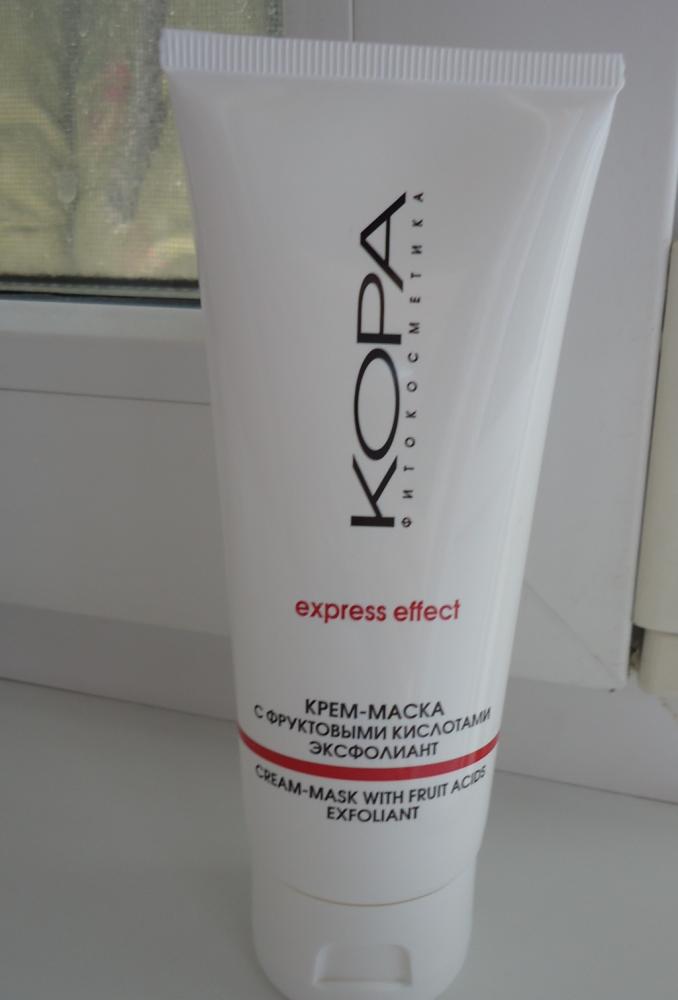 КОРА
ФИТОКОСМЕТИКА
express effect
КРЕМ-МАСКА
С ФРУКТОВЫМИ КИСЛОТАМИ
ЭКСФОЛИАНТ
CREAM-MASK WITH FRUIT ACIDS
EXFOLIANT